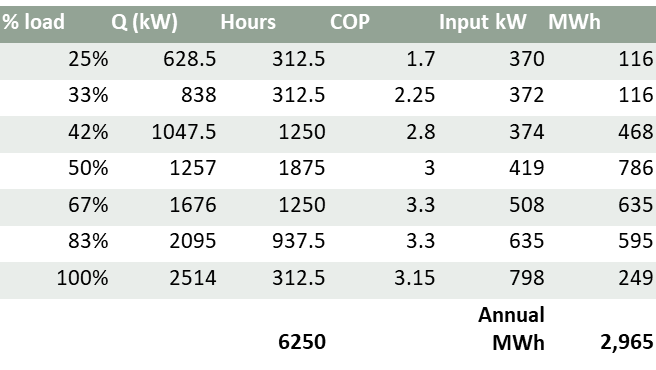 % load Q (kW) Hours COP Input kW MWh
25% 628.5 312.5 1.7 370 116
33% 838 312.5 2.25 372 116
42% 1047.5 1250 2.8 374 468
50% 1257 1875 3 419 786
67% 1676 1250 3.3 508 635
83% 2095 937.5 3.3 635 595
100% 2514 312.5 3.15 798 249
Annual
6250 MWh 2,965